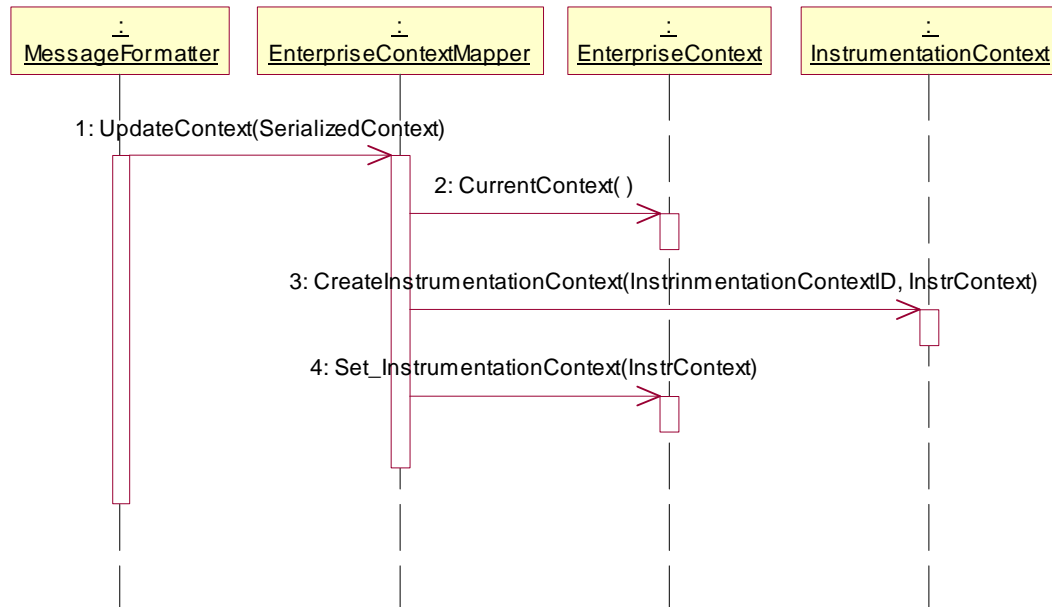 :
MessageFormatter
:
EnterpriseContextMapper
:
EnterpriseContext
:
InstrumentationContext
1: UpdateContext(SerializedContext)
2: CurrentContext( )
3: CreateInstrumentationContext(InstrinmentationContextID, InstrContext)
4: Set_InstrumentationContext(InstrContext)